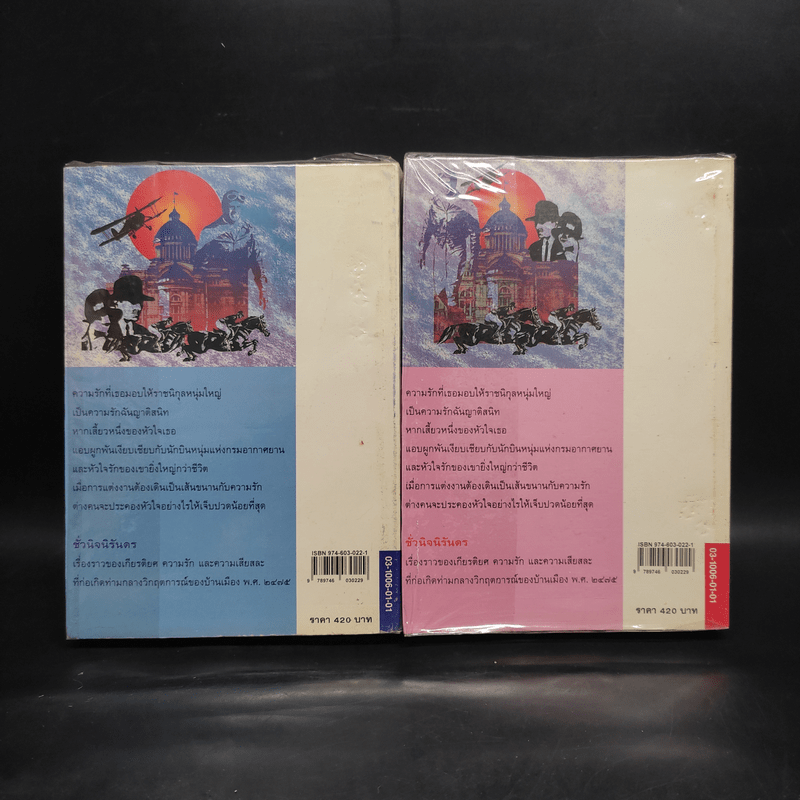 ความรักที่เธอมอบให้ราชนิกุลหนุ่มใหญ่
เป็นความรักฉันญาติสนิท
หากเสี้ยวหนึ่งของหัวใจเธอ
แอบผูกพันเงียบเชียบกับนักบินหนุ่มแห่งกรมอากาศยาน
และหัวใจรักของเขายิ่งใหญ่กว่าชีวิต
เมื่อการแต่งงานต้องเดินเป็นเส้นขนานกับความรัก
ต่างคนจะประคองหัวใจอย่างไรให้เจ็บปวดน้อยที่สุด
ชั่วนิจนิรันดร
เรื่องราวของเกียรติยศ ความรัก และความเสียสละ
ที่ก่อเกิดท่ามกลางวิกฤตการณ์ของบ้านเมือง พ.ศ. ๒๔๗๕
ISBN 974-603-022-1
9 789746 030229
ราคา 420 บาท
03-1006-01-01
ความรักที่เธอมอบให้ราชนิกุลหนุ่มใหญ่
เป็นความรักฉันญาติสนิท
หากเสี้ยวหนึ่งของหัวใจเธอ
แอบผูกพันเงียบเชียบกับนักบินหนุ่มแห่งกรมอากาศยาน
และหัวใจรักของเขายิ่งใหญ่กว่าชีวิต
เมื่อการแต่งงานต้องเดินเป็นเส้นขนานกับความรัก
ต่างคนจะประคองหัวใจอย่างไรให้เจ็บปวดน้อยที่สุด
ชั่วนิจนิรันดร
เรื่องราวของเกียรติยศ ความรัก และความเสียสละ
ที่ก่อเกิดท่ามกลางวิกฤตการณ์ของบ้านเมือง พ.ศ. ๒๔๗๕
ISBN 974-603-022-1
9 789746 030229
ราคา 420 บาท
03-1006-01-01